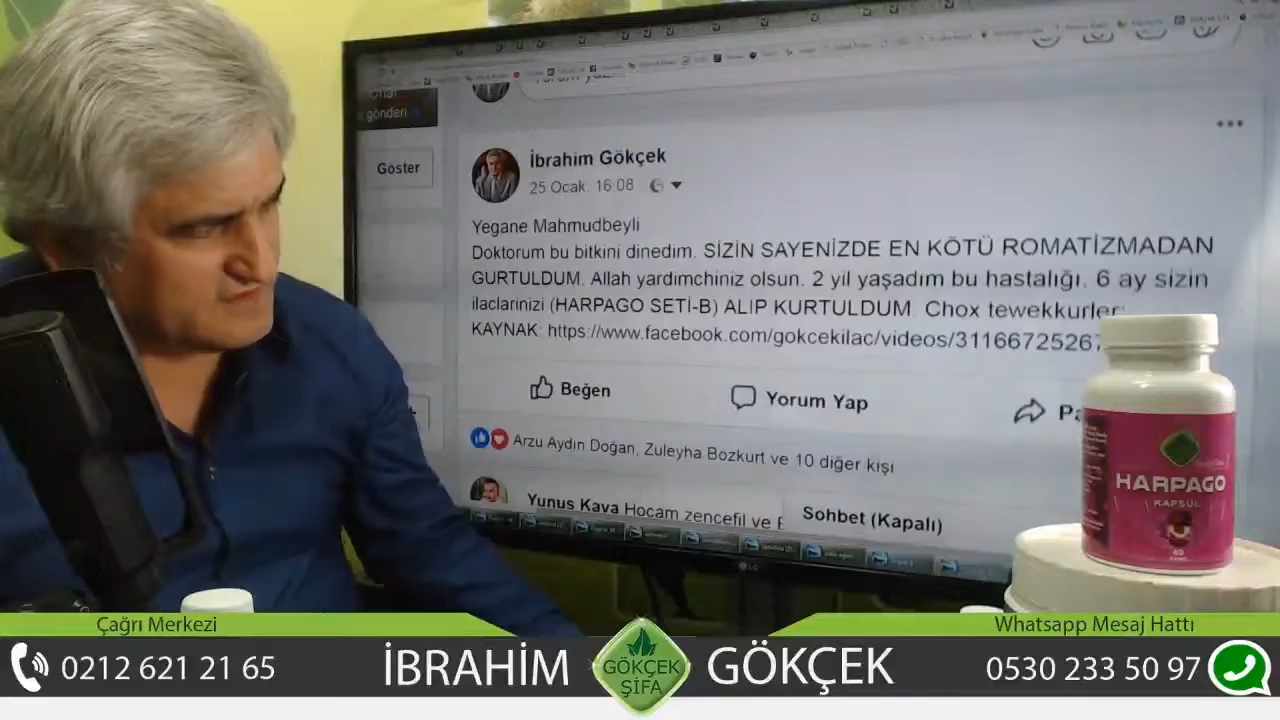 gönderi
Göster
İbrahim Gökçek
25 Ocak 16:08
Yegane Mahmudbeyli
Doktorum bu bitkini dinedim. SİZİN SAYENİZDE EN KÖTÜ ROMATİZMADAN
GURTULDUM. Allah yardımchiniz olsun. 2 yil yaşadım bu hastalığı. 6 ay sizin
ilaclarinizi (HARPAGO SETİ-B) ALIP KURTULDUM. Chox tewekkurler
KAYNAK: https://www.facebook.com/gokcekilac/videos/31166725267
Beğen
Yorum Yap
Arzu Aydın Doğan, Zuleyha Bozkurt ve 10 diğer kişi
Yunus Kava Hocam zencefil ve
Sohbet (Kapalı)
LG
HARPAGO
KAPSÜL
60
Çağrı Merkezi
0212 621 21 65
İBRAHİM
GÖKÇEK
ŞİFA
GÖKÇEK
Whatsapp Mesaj Hattı
0530 233 50 97